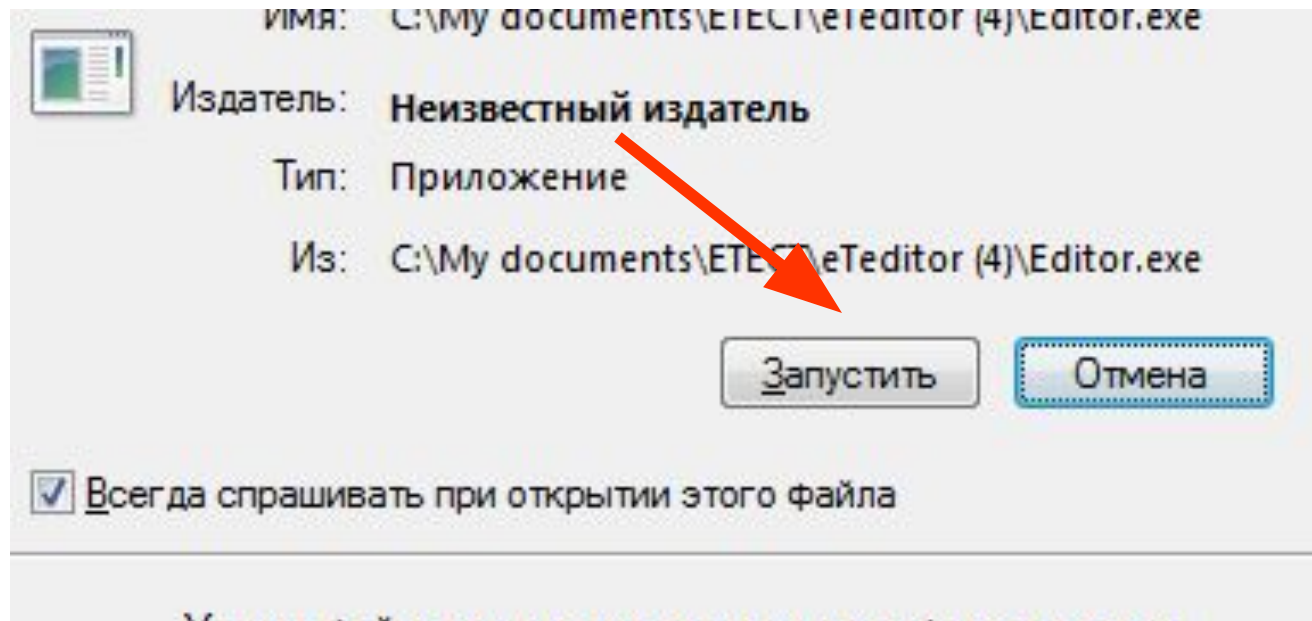 Имя: C:\My documents\ETECT\eTeditor (4)\Editor.exe
Издатель: Неизвестный издатель
Тип: Приложение
Из: C:\My documents\ETECT\eTeditor (4)\Editor.exe
Запустить Отмена
Всегда спрашивать при открытии этого файла